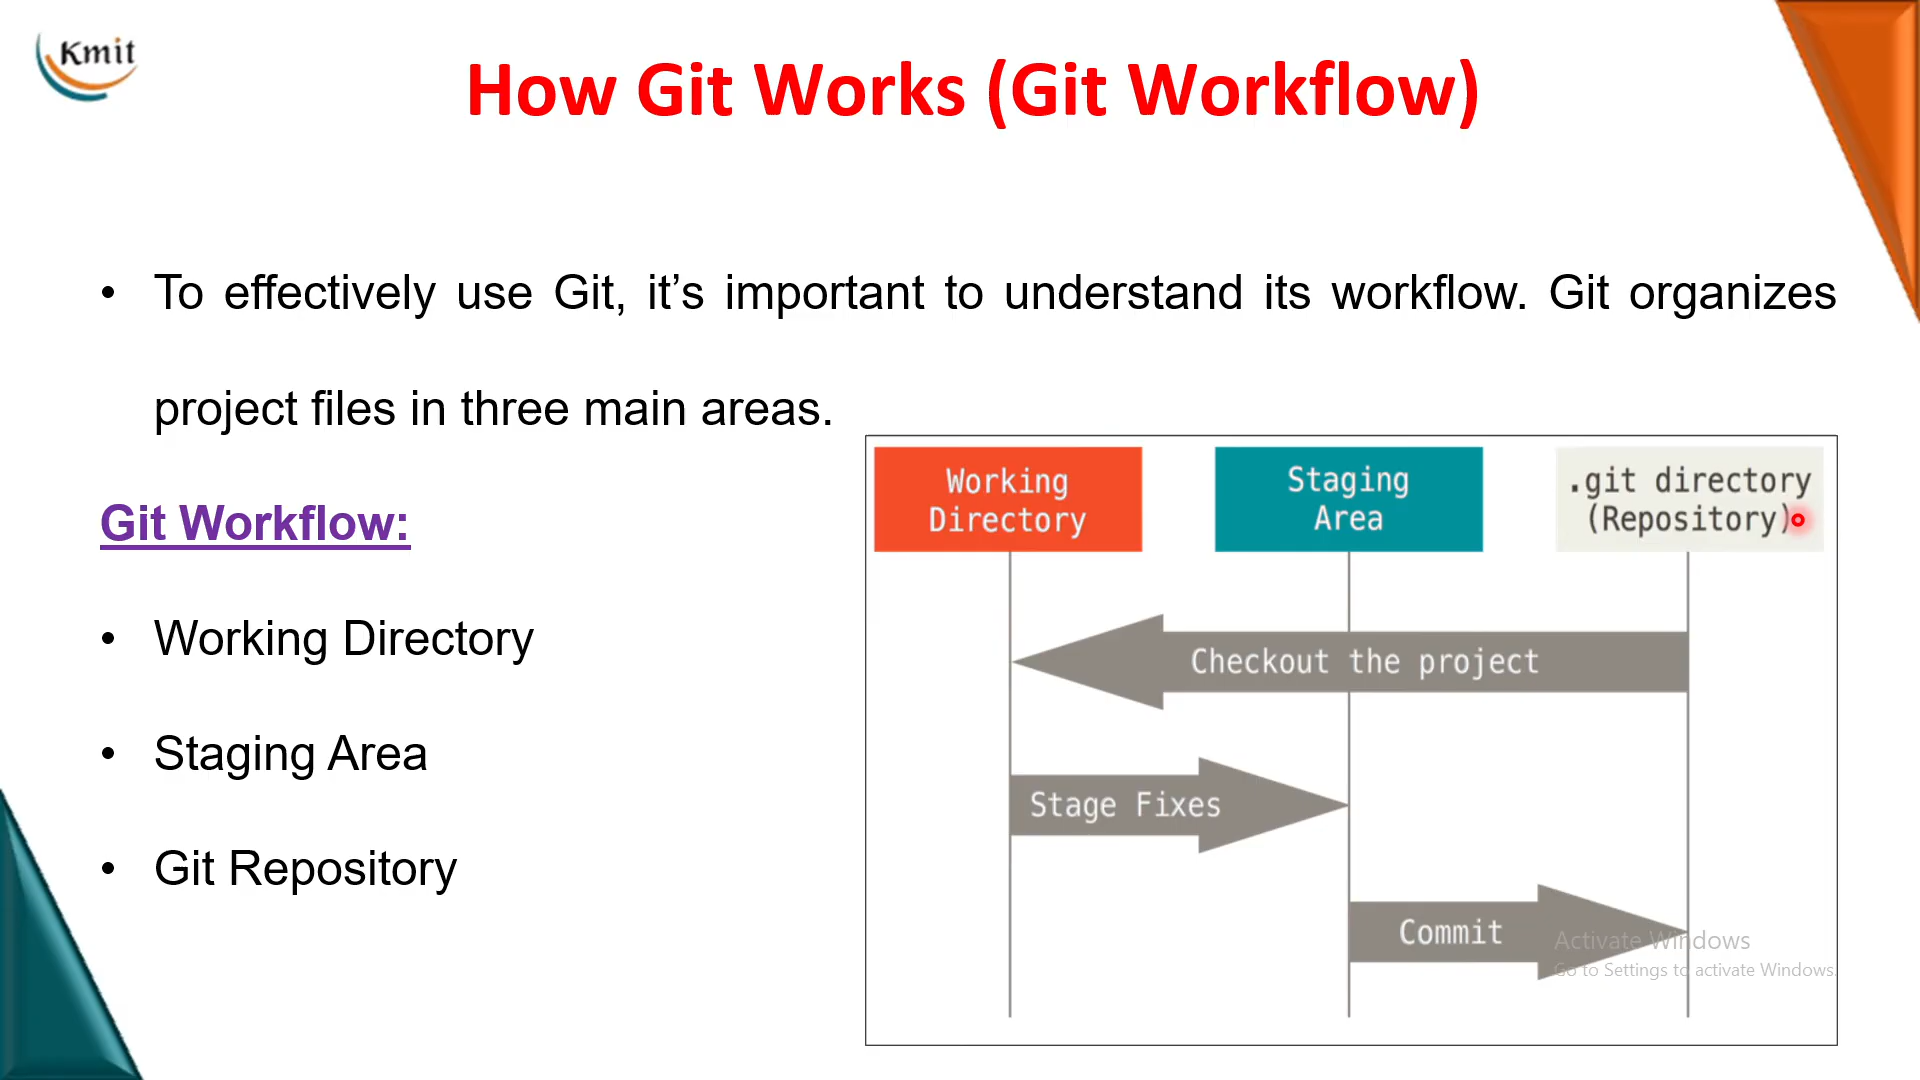 Kmit
How Git Works (Git Workflow)
• To effectively use Git, it’s important to understand its workflow. Git organizes
project files in three main areas.
Git Workflow:
• Working Directory
• Staging Area
• Git Repository
Working
Directory
Staging
Area
.git directory
(Repository)
Checkout the project
Stage Fixes
Commit
Activate Windows
Go to Settings to activate Windows.